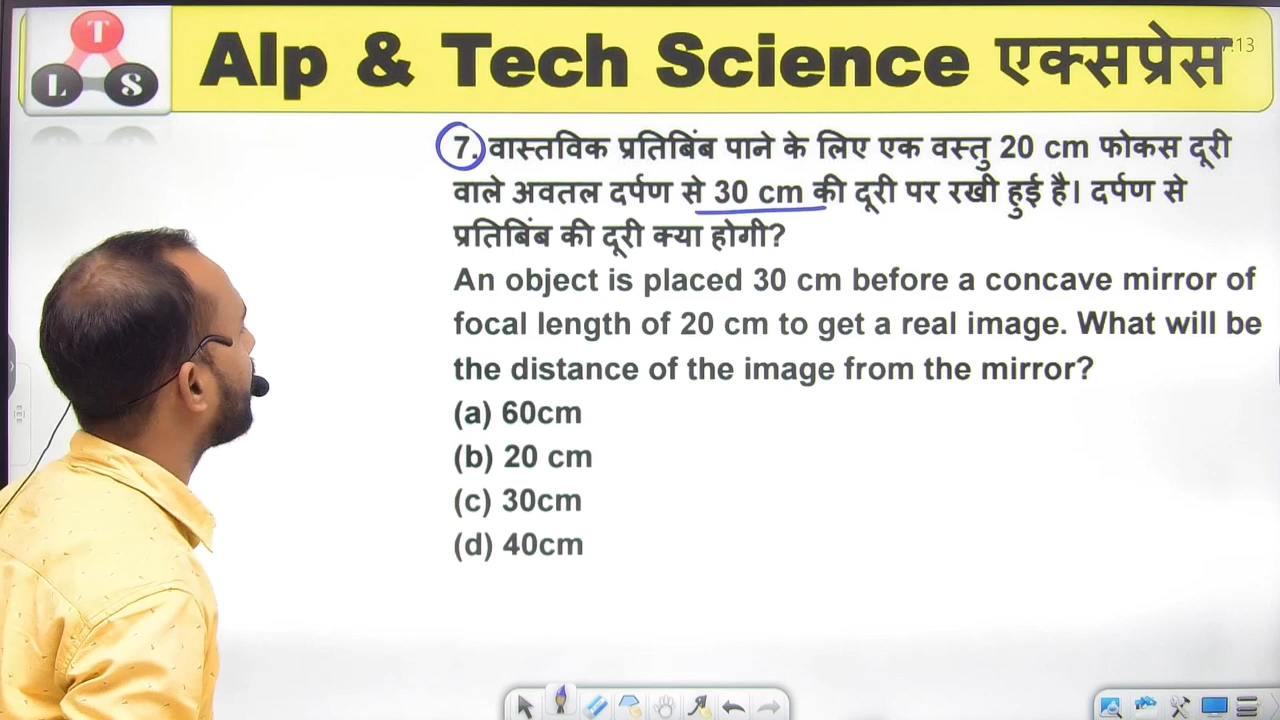 T
L S
Alp & Tech Science एक्सप्रेस
:13
7. वास्तविक प्रतिबिंब पाने के लिए एक वस्तु 20 cm फोकस दूरी
वाले अवतल दर्पण से 30 cm की दूरी पर रखी हुई है। दर्पण से
प्रतिबिंब की दूरी क्या होगी?
An object is placed 30 cm before a concave mirror of
focal length of 20 cm to get a real image. What will be
the distance of the image from the mirror?
(a) 60cm
(b) 20 cm
(c) 30cm
(d) 40cm